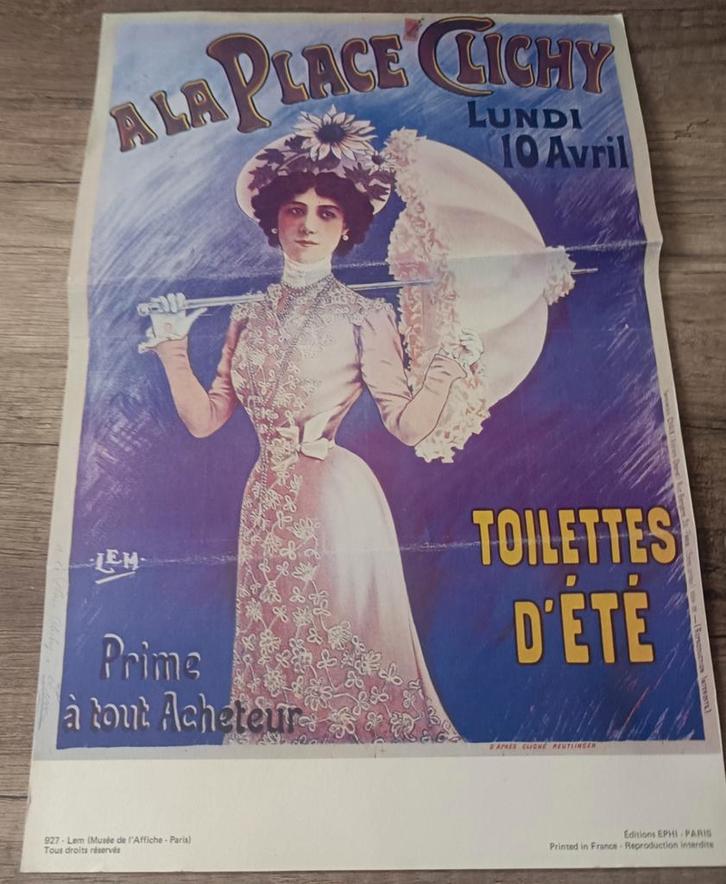 A LA PLACE CLICHY
LUNDI
10 Avril
TOILETTES
D'ÉTÉ
·LEM·
Prime
à tout Acheteur
D'APRES CLICHÉ REUTLINGER
927 - Lem (Musée de l'Affiche - Paris)
Tous droits réservés
Éditions EPHI - PARIS
Printed in France - Reproduction interdite